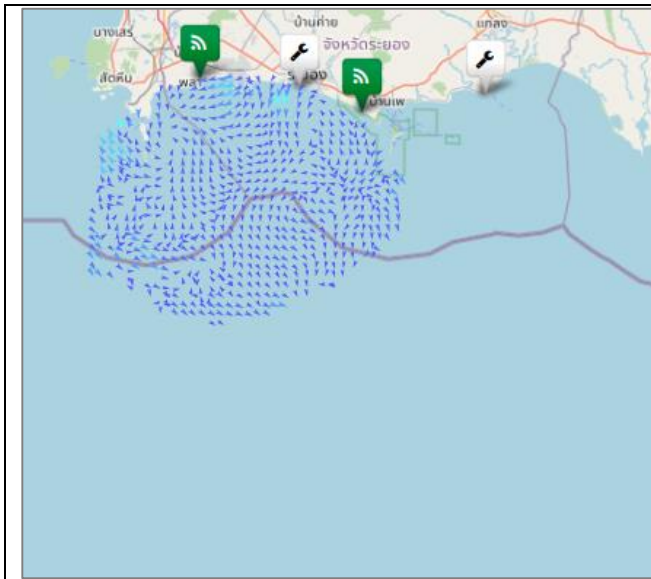 บ้านค่าย
แกลง
บางเสร่
จังหวัดระยอง
สัตหีบ
บ้านเพ